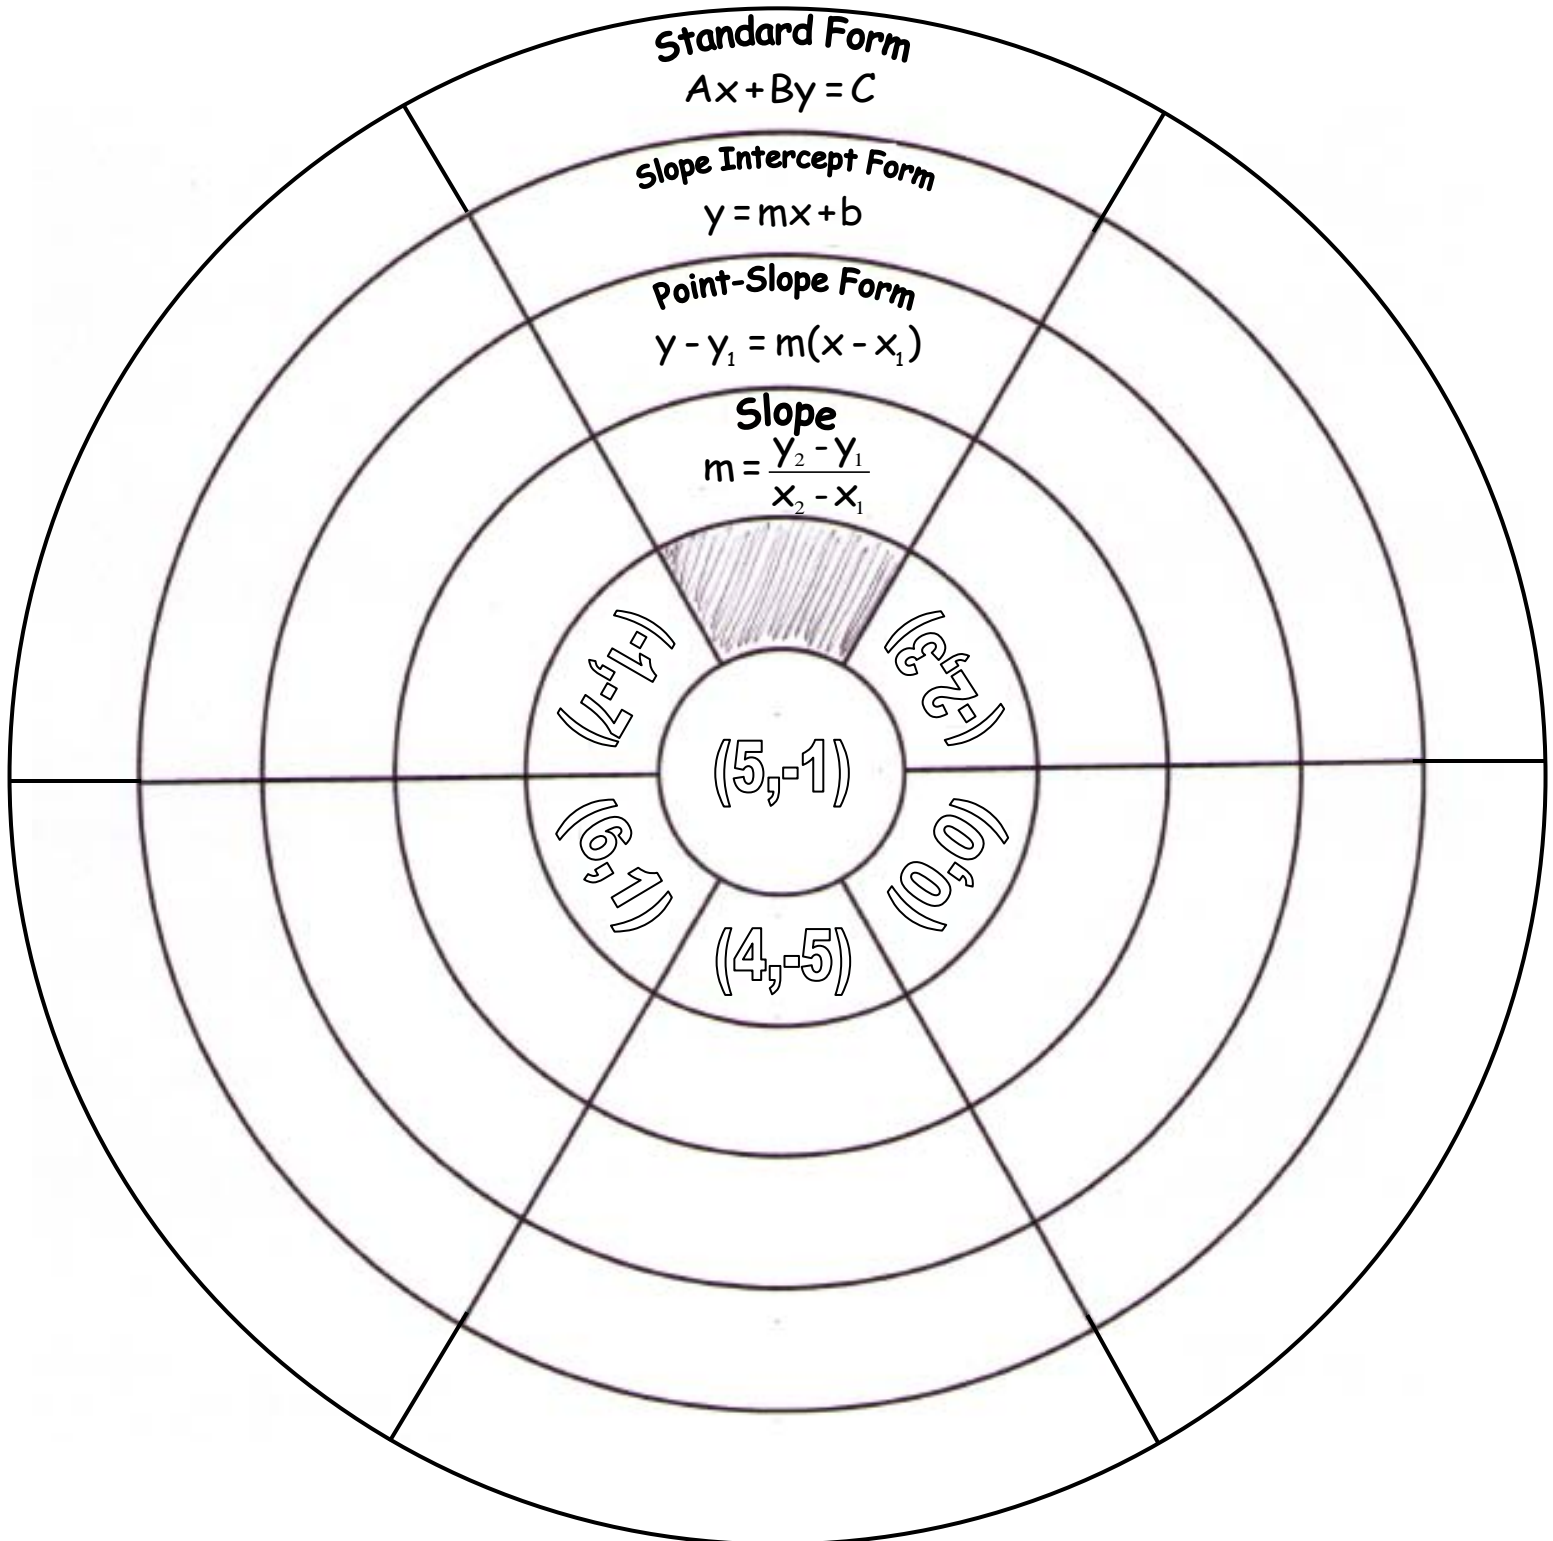 Standard Form
Ax + By = C
Slope Intercept Form
y = mx + b
Point-Slope Form
y - y₁ = m(x - x₁)
Slope
m = (y₂ - y₁) / (x₂ - x₁)
(-1,-7)
(-2,3)
(5,-1)
(6,1)
(0,0)
(4,-5)